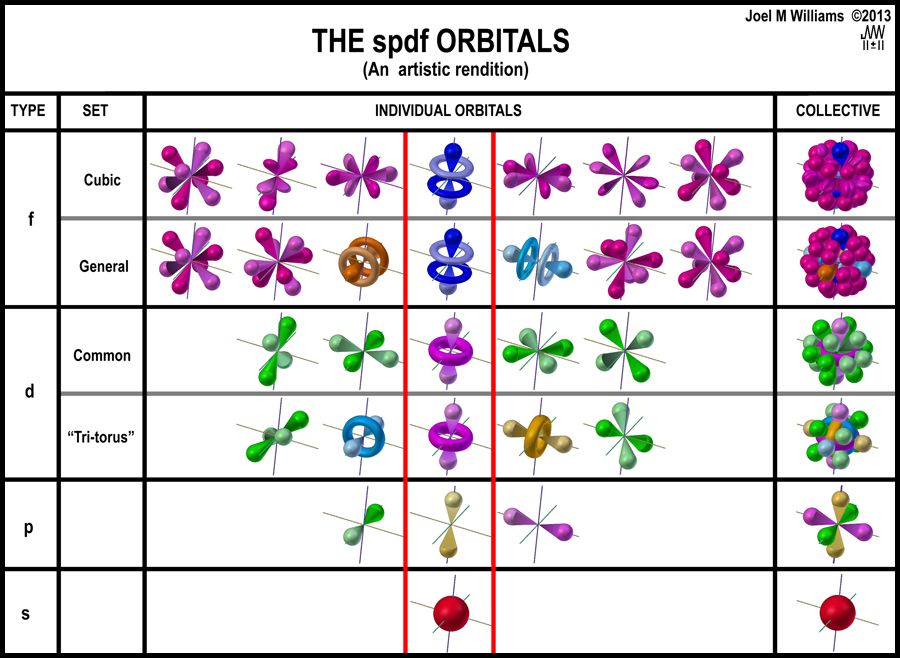 Joel M Williams ©2013
JMW
THE spdf ORBITALS
(An artistic rendition)
TYPE SET INDIVIDUAL ORBITALS COLLECTIVE
Cubic
f
General
Common
d
“Tri-torus”
p
s